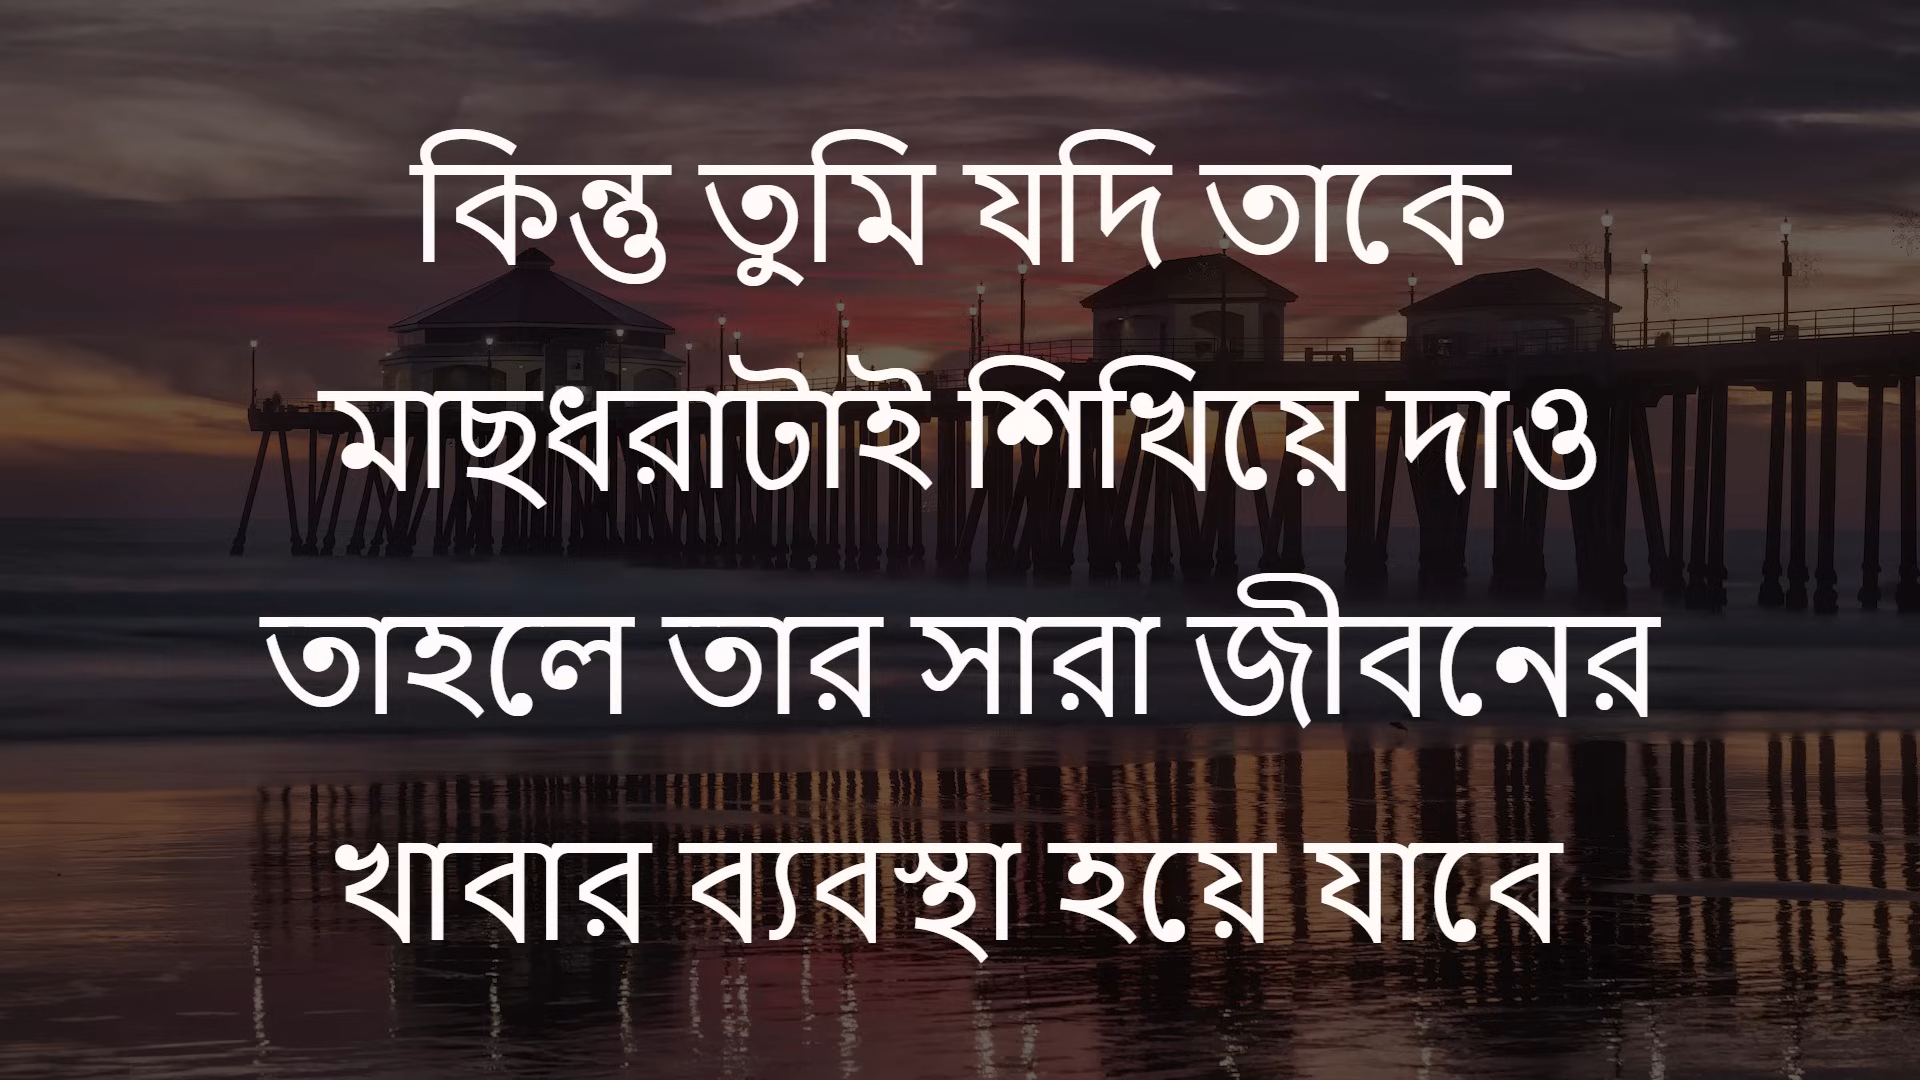 কিন্তু তুমি যদি তাকে
মাছধরাটাই শিখিয়ে দাও
তাহলে তার সারা জীবনের
খাবার ব্যবস্থা হয়ে যাবে